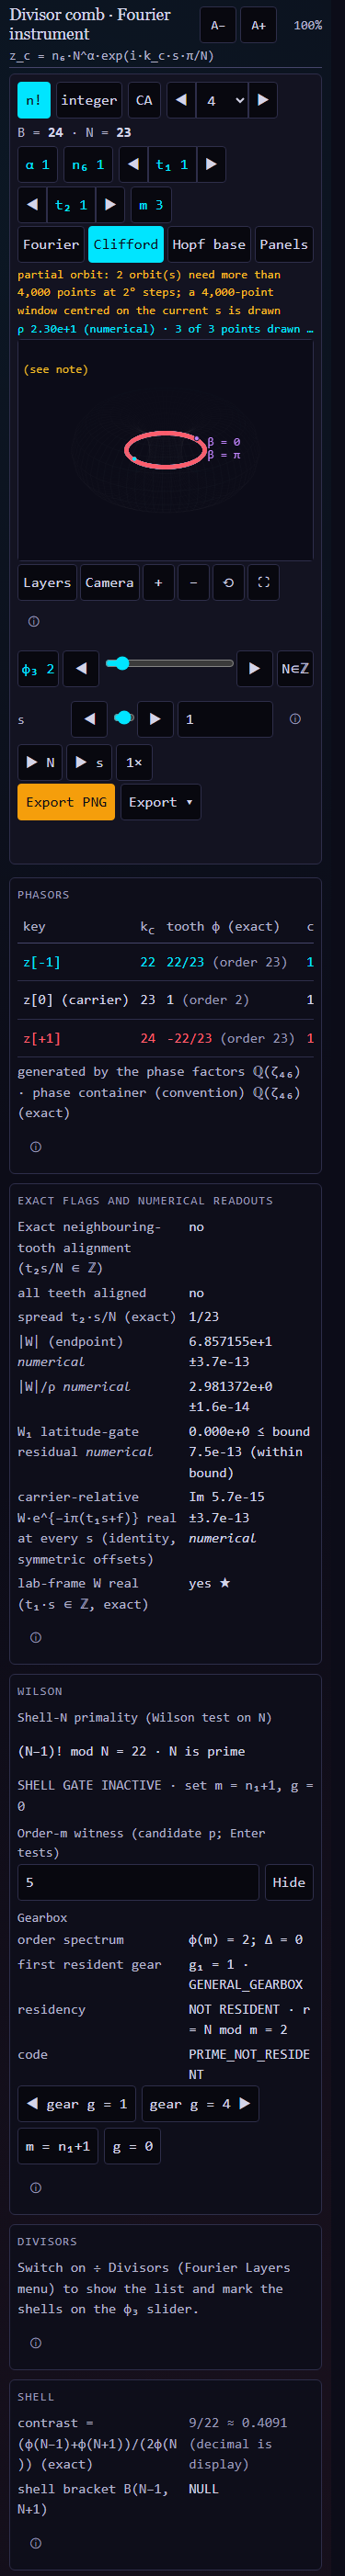 Divisor comb · Fourier
instrument
A− A+ 100%
z_c = n₆·N^α·exp(i·k_c·s·π/N)
n! integer CA ◀ 4 ▶
B = 24 · N = 23
α 1 n₆ 1 ◀ t₁ 1 ▶
◀ t₂ 1 ▶ m 3
Fourier Clifford Hopf base Panels
partial orbit: 2 orbit(s) need more than
4,000 points at 2° steps; a 4,000-point
window centred on the current s is drawn
ρ 2.30e+1 (numerical) · 3 of 3 points drawn …
(see note)
β = 0
β = π
Layers Camera + − ⟲ ⛶
ⓘ
ϕ₃ 2 ◀ ▶ N∈ℤ
s ◀ ▶ 1 ⓘ
▶ N ▶ s 1×
Export PNG Export ▾
PHASORS
key k_C tooth ϕ (exact) c
z[-1] 22 22/23 (order 23) 1
z[0] (carrier) 23 1 (order 2) 1
z[+1] 24 -22/23 (order 23) 1
generated by the phase factors ℚ(ζ₄₆)
· phase container (convention) ℚ(ζ₄₆)
(exact)
ⓘ
EXACT FLAGS AND NUMERICAL READOUTS
Exact neighbouring- no
tooth alignment
(t₂s/N ∈ ℤ)
all teeth aligned no
spread t₂·s/N (exact) 1/23
|W| (endpoint) 6.857155e+1
numerical ±3.7e-13
|W|/ρ numerical 2.981372e+0
±1.6e-14
W₁ latitude-gate 0.000e+0 ≤ bound
residual numerical 7.5e-13 (within
bound)
carrier-relative Im 5.7e-15
W·e^{−iπ(t₁s+f)} real ±3.7e-13
at every s (identity, numerical
symmetric offsets)
lab-frame W real yes ★
(t₁·s ∈ ℤ, exact)
ⓘ
WILSON
Shell-N primality (Wilson test on N)
(N−1)! mod N = 22 · N is prime
SHELL GATE INACTIVE · set m = n₁+1, g =
0
Order-m witness (candidate p; Enter
tests)
5 Hide
Gearbox
order spectrum ϕ(m) = 2; Δ = 0
first resident gear g₁ = 1 ·
GENERAL_GEARBOX
residency NOT RESIDENT · r
= N mod m = 2
code PRIME_NOT_RESIDE
NT
◀ gear g = 1 gear g = 4 ▶
m = n₁+1 g = 0
ⓘ
DIVISORS
Switch on ÷ Divisors (Fourier Layers
menu) to show the list and mark the
shells on the ϕ₃ slider.
ⓘ
SHELL
contrast = 9/22 ≈ 0.4091
(ϕ(N−1)+ϕ(N+1))/(2ϕ(N (decimal is
)) (exact) display)
shell bracket B(N−1, NULL
N+1)
ⓘ